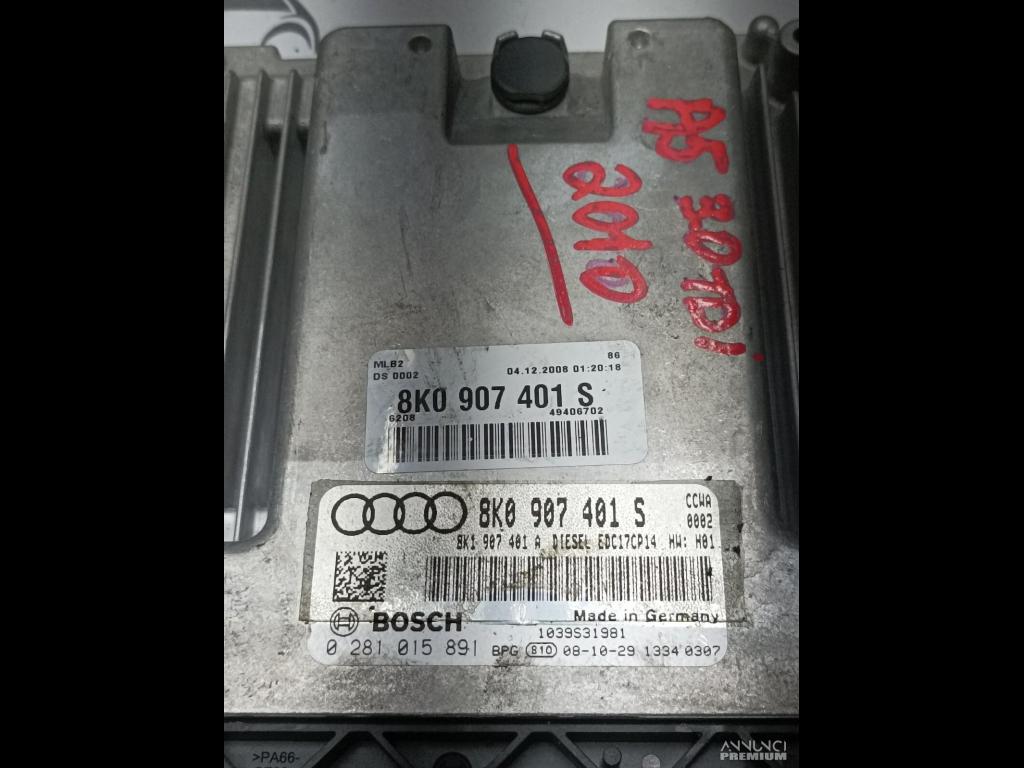 A5 3.0 TDi
2010
MLB2
86
DS 0002
04.12.2008 01:20:18
8K0 907 401 S
6208
49406702
8K0 907 401 S
CCWA
0002
8K1 907 401 A DIESEL EDC17CP14 HW: H01
BOSCH
Made in Germany
1039S31981
0 281 015 891 BPG 810 08-10-29 1334 0307
>PA66-
ANNUNCI
PREMIUM